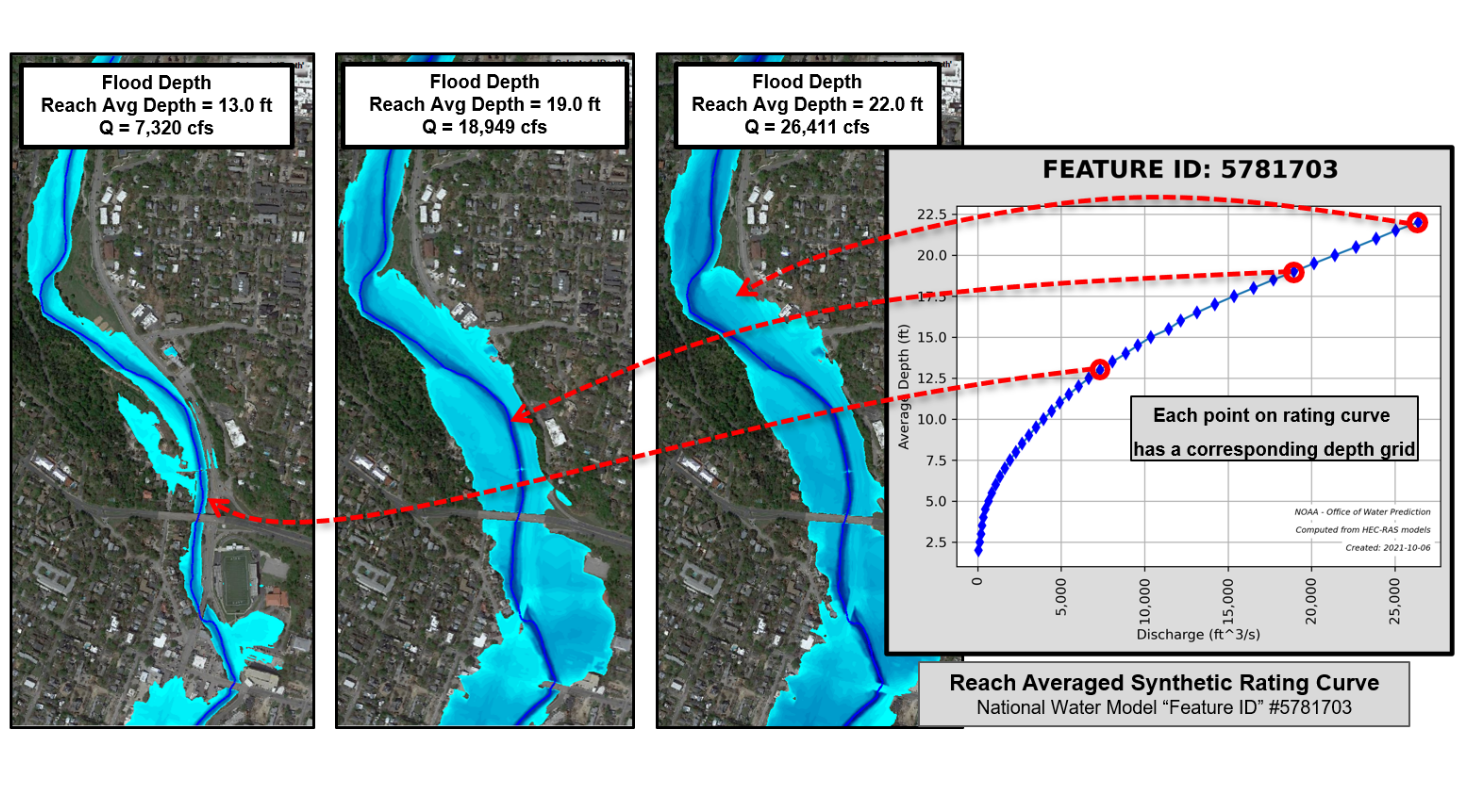 Flood Depth
Reach Avg Depth = 13.0 ft
Q = 7,320 cfs
Flood Depth
Reach Avg Depth = 19.0 ft
Q = 18,949 cfs
Flood Depth
Reach Avg Depth = 22.0 ft
Q = 26,411 cfs
FEATURE ID: 5781703
22.5
20.0
17.5
15.0
12.5
10.0
7.5
5.0
2.5
Average Depth (ft)
Each point on rating curve
has a corresponding depth grid
NOAA - Office of Water Prediction
Computed from HEC-RAS models
Created: 2021-10-06
0
5,000
10,000
15,000
20,000
25,000
Discharge (ft^3/s)
Reach Averaged Synthetic Rating Curve
National Water Model “Feature ID” #5781703